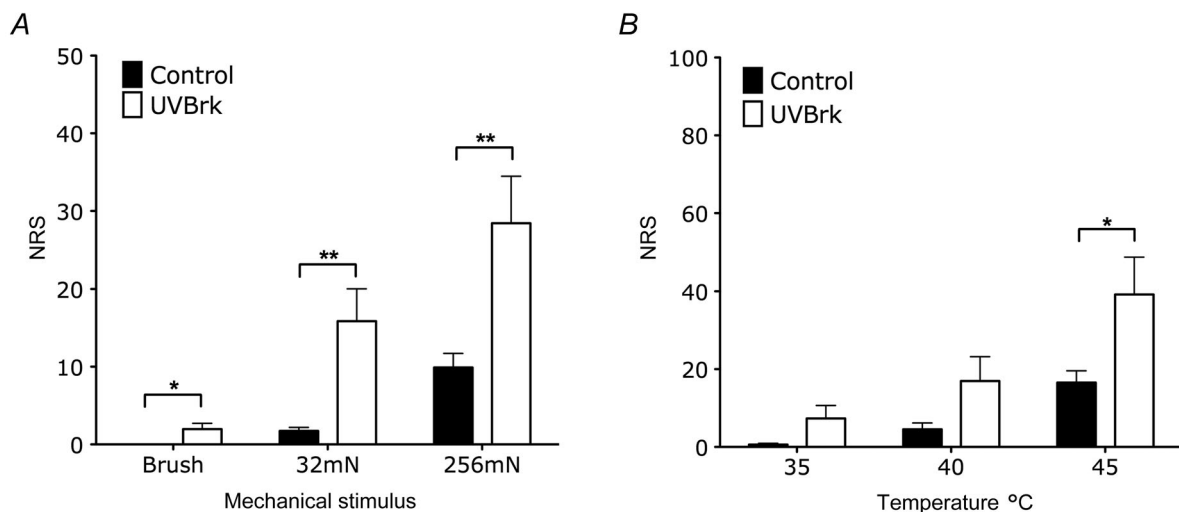 A
50
40
30
20
10
0
NRS
Control
UVBrk
*
**
**
Brush 32mN 256mN
Mechanical stimulus
B
100
80
60
40
20
0
NRS
Control
UVBrk
*
35 40 45
Temperature °C